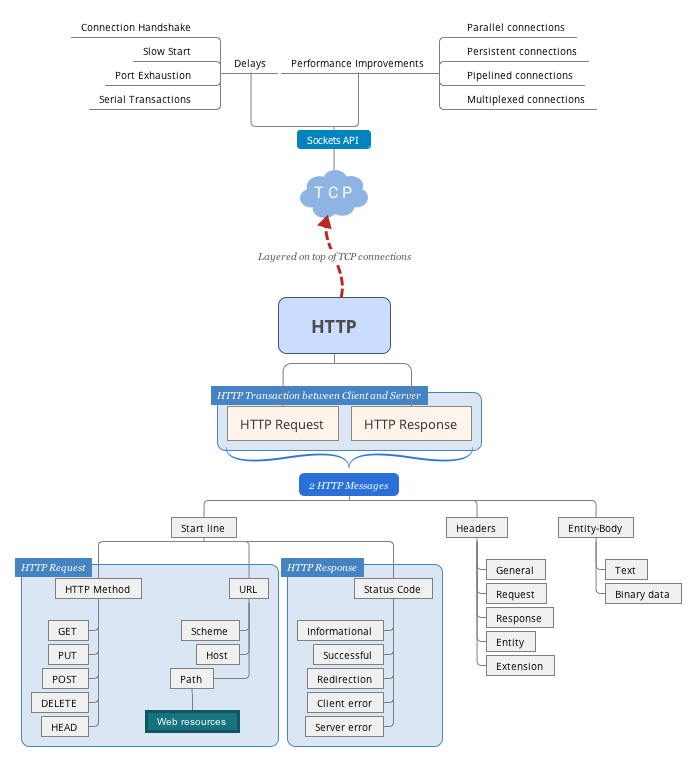 Connection Handshake
Slow Start
Port Exhaustion
Serial Transactions
Delays
Performance Improvements
Parallel connections
Persistent connections
Pipelined connections
Multiplexed connections
Sockets API
TCP
Layered on top of TCP connections
HTTP
HTTP Transaction between Client and Server
HTTP Request
HTTP Response
2 HTTP Messages
Start line
Headers
Entity-Body
HTTP Request
HTTP Method
GET
PUT
POST
DELETE
HEAD
URL
Scheme
Host
Path
Web resources
HTTP Response
Status Code
Informational
Successful
Redirection
Client error
Server error
General
Request
Response
Entity
Extension
Text
Binary data